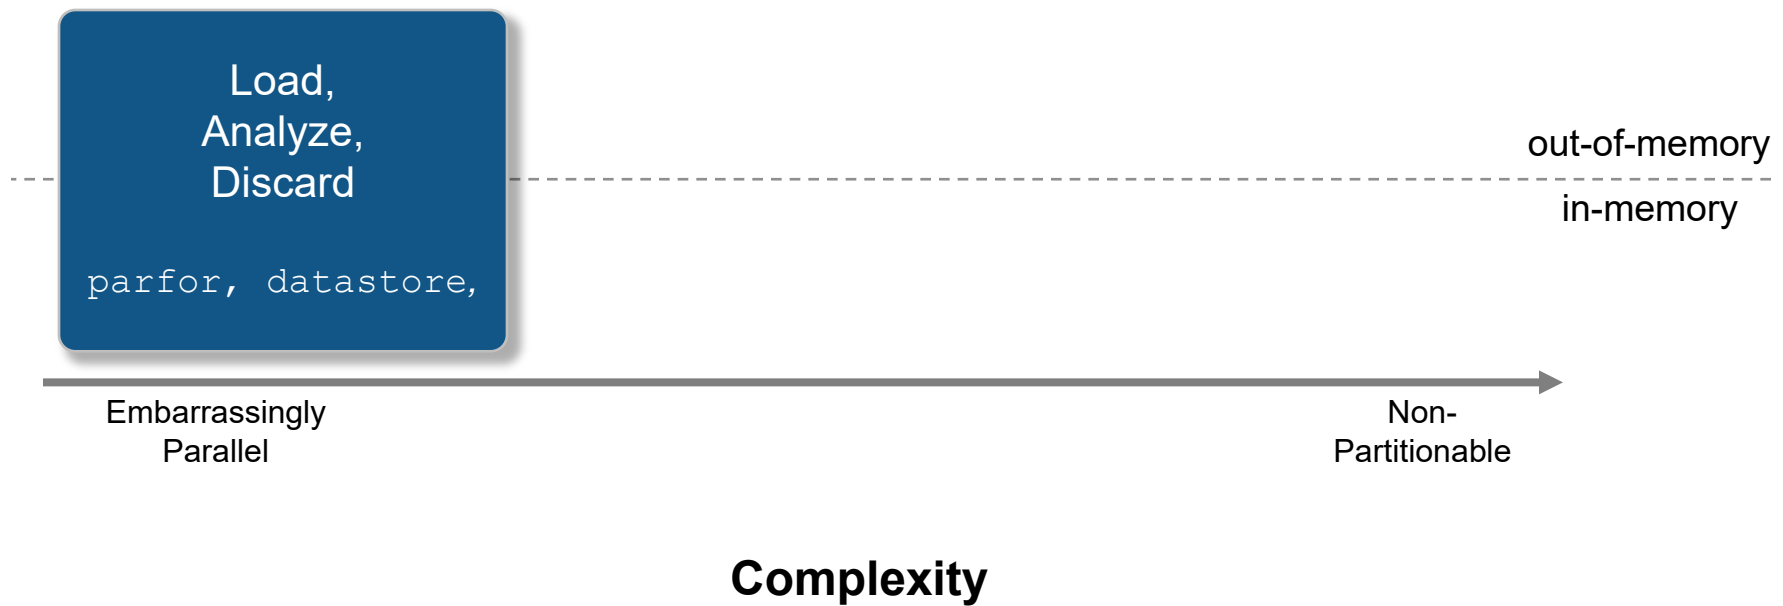 Load,
Analyze,
Discard
parfor, datastore,
out-of-memory
in-memory
Embarrassingly
Parallel
Non-
Partitionable
Complexity